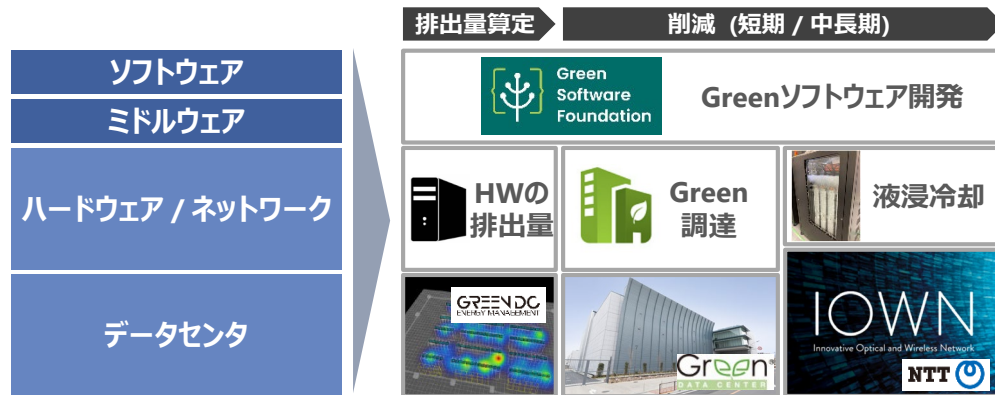 排出量算定
削減 (短期 / 中長期)
ソフトウェア
ミドルウェア
ハードウェア / ネットワーク
データセンタ
Green
Software
Foundation
Greenソフトウェア開発
HWの
排出量
Green
調達
液浸冷却
GREEN DC
ENERGY MANAGEMENT
Green
DATA CENTER
IOWN
Innovative Optical and Wireless Network
NTT